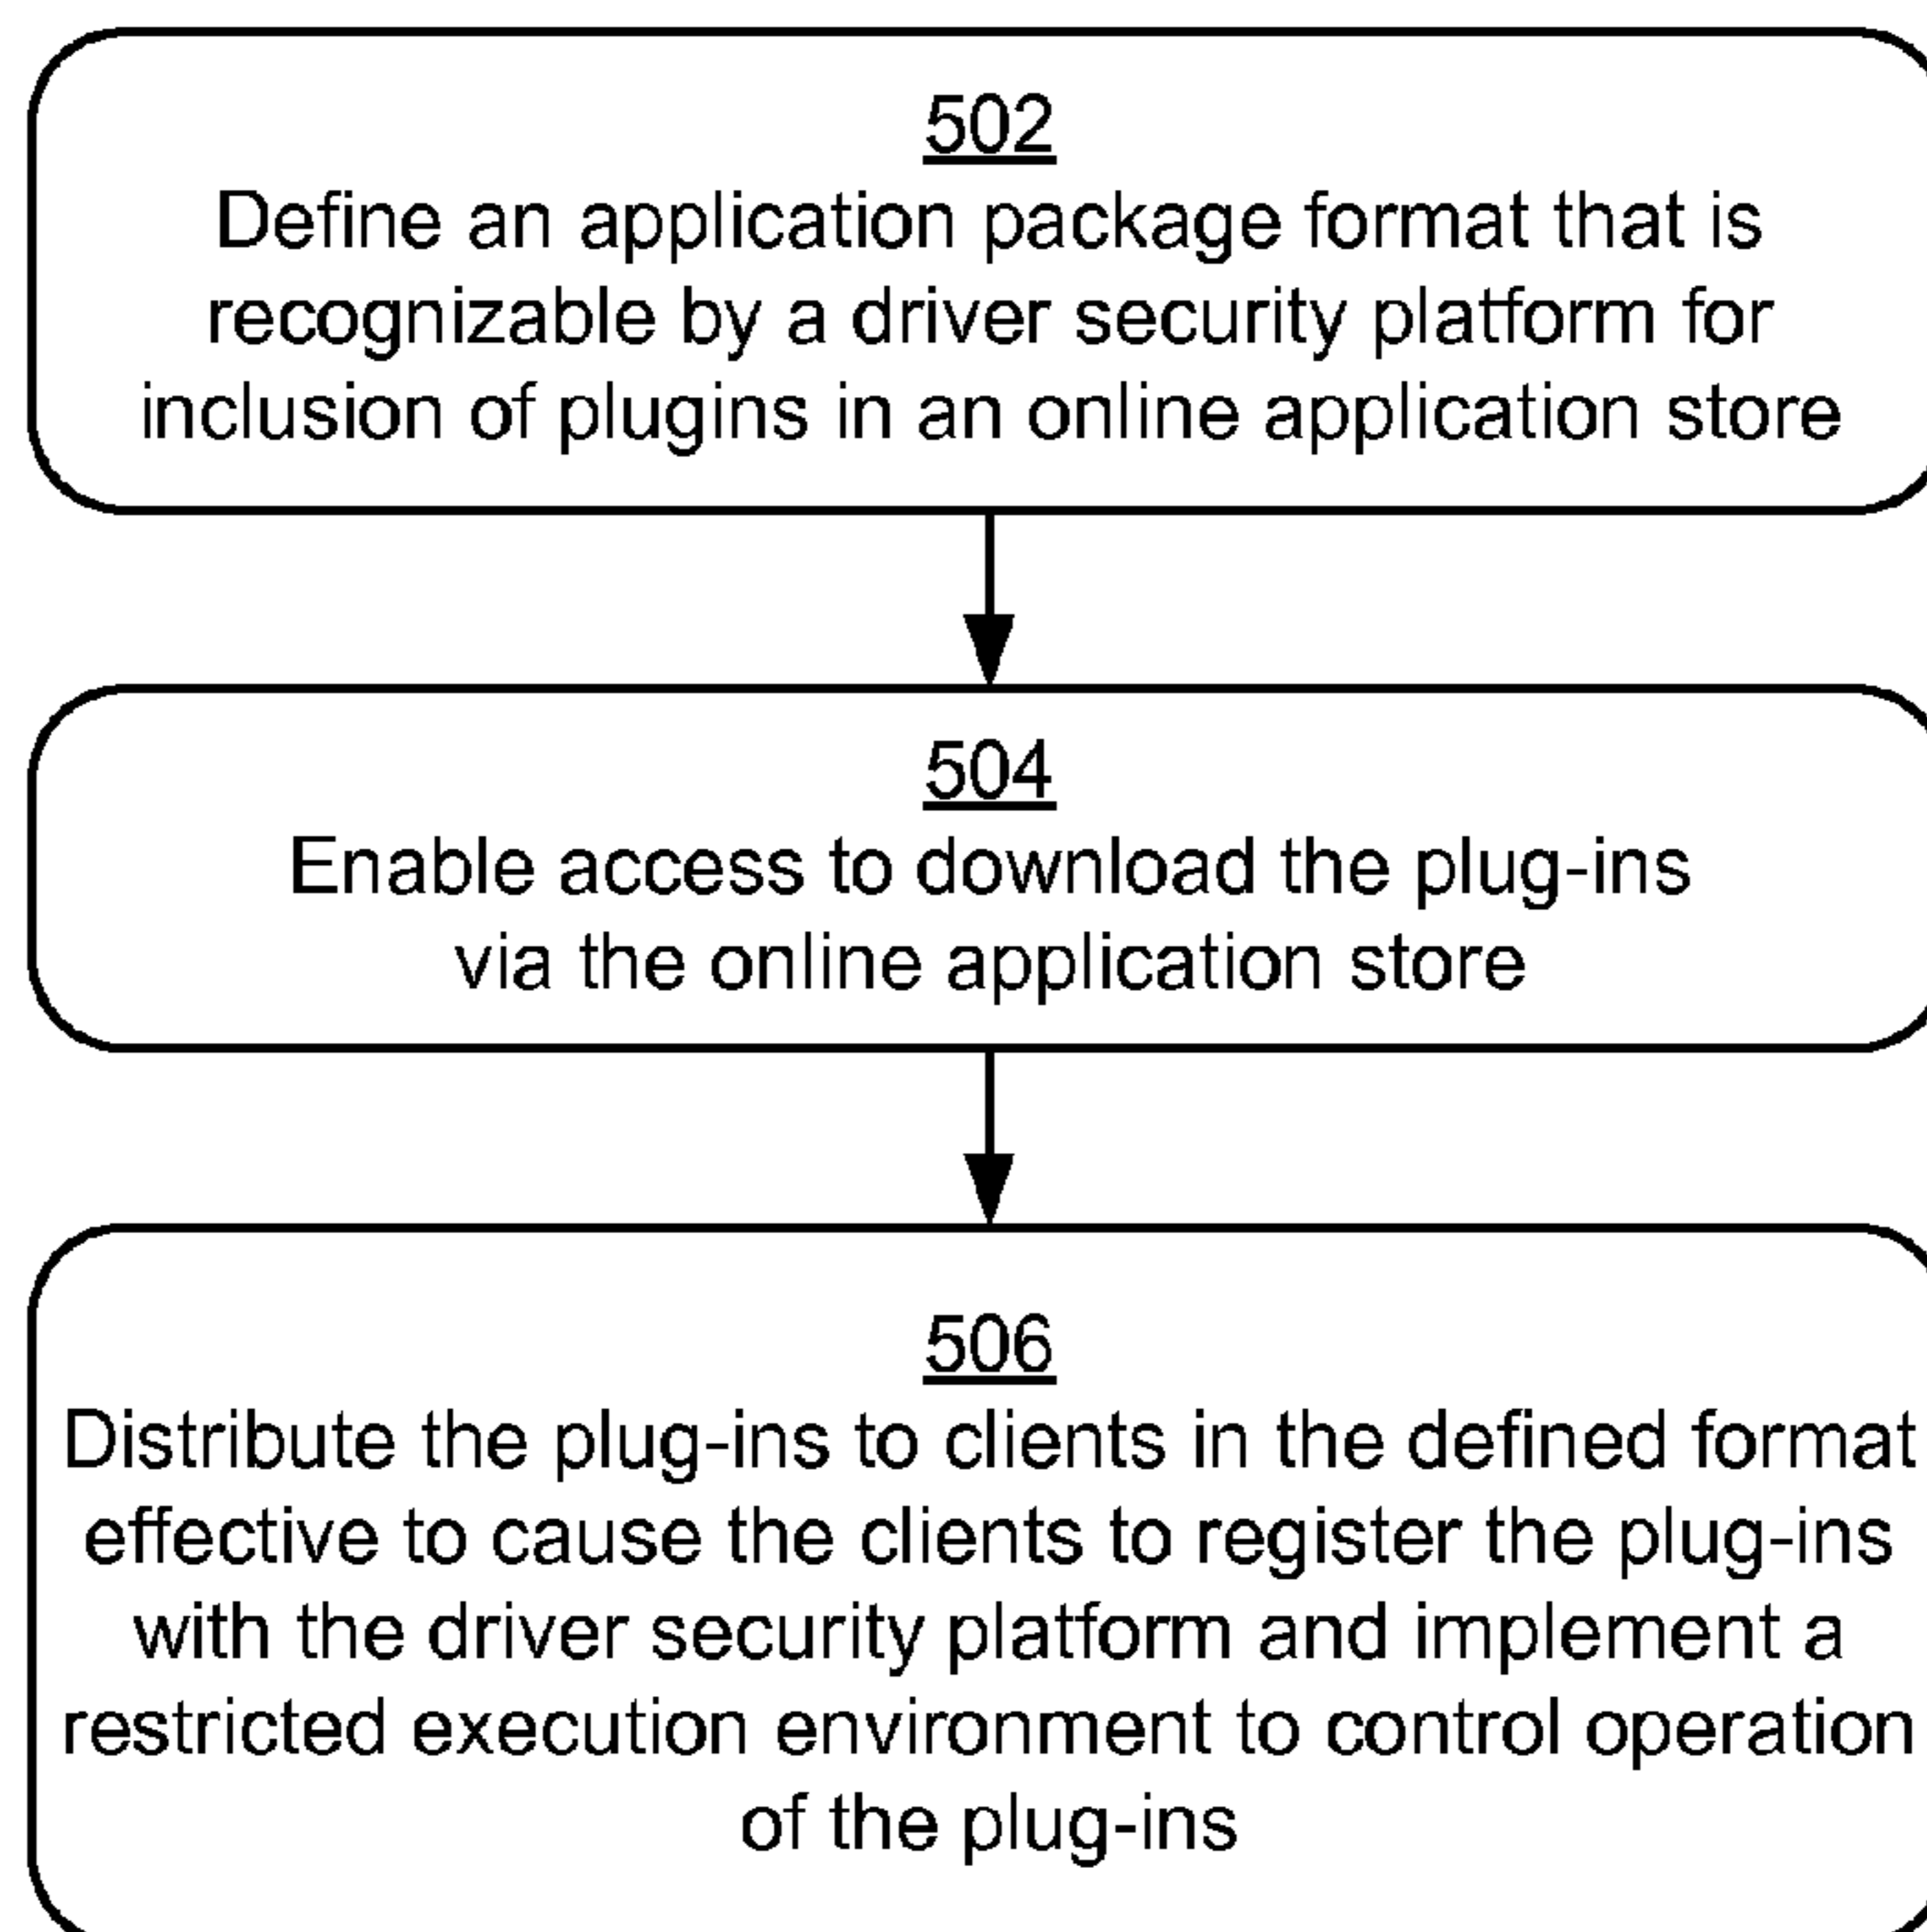 502
Define an application package format that is
recognizable by a driver security platform for
inclusion of plugins in an online application store
504
Enable access to download the plug-ins
via the online application store
506
Distribute the plug-ins to clients in the defined format
effective to cause the clients to register the plug-ins
with the driver security platform and implement a
restricted execution environment to control operation
of the plug-ins